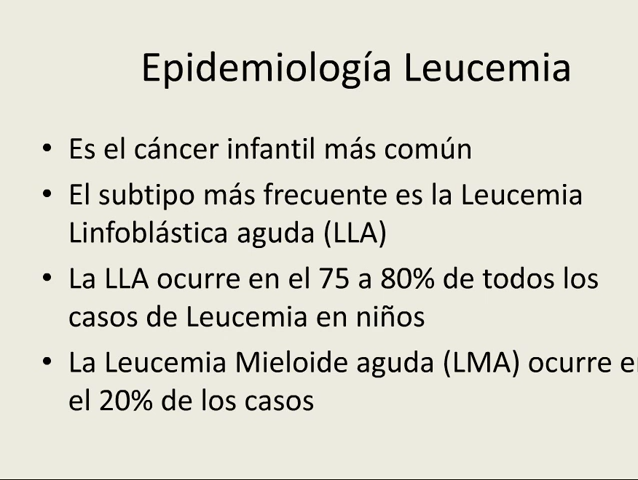 Epidemiología Leucemia
• Es el cáncer infantil más común
• El subtipo más frecuente es la Leucemia
Linfoblástica aguda (LLA)
• La LLA ocurre en el 75 a 80% de todos los
casos de Leucemia en niños
• La Leucemia Mieloide aguda (LMA) ocurre
el 20% de los casos